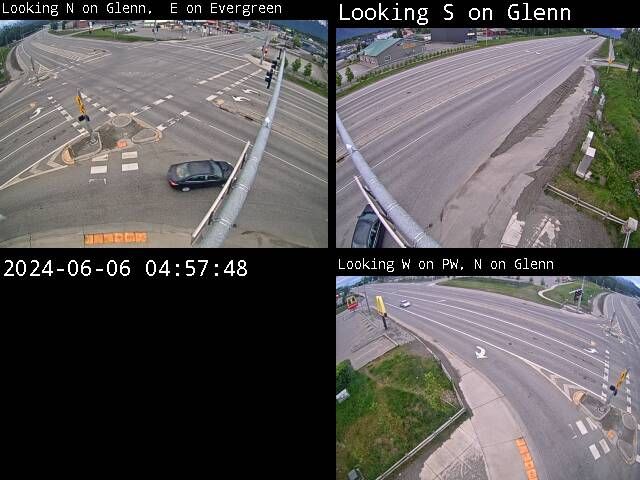 Looking N on Glenn,  E on Evergreen
Looking S on Glenn
2024-06-06 04:57:48
Looking W on PW, N on Glenn